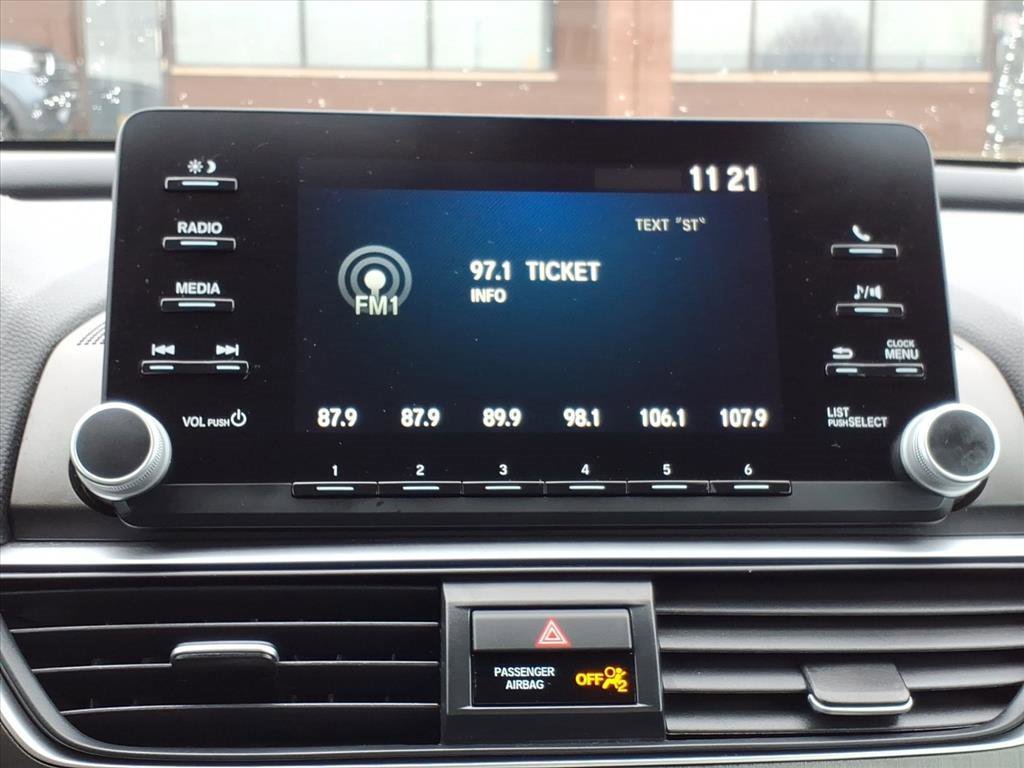 11 21
RADIO
TEXT "ST"
97.1 TICKET
INFO
FM1
MEDIA
CLOCK
MENU
VOL PUSH
LIST
PUSH SELECT
87.9 87.9 89.9 98.1 106.1 107.9
1 2 3 4 5 6
PASSENGER
AIRBAG
OFF 2